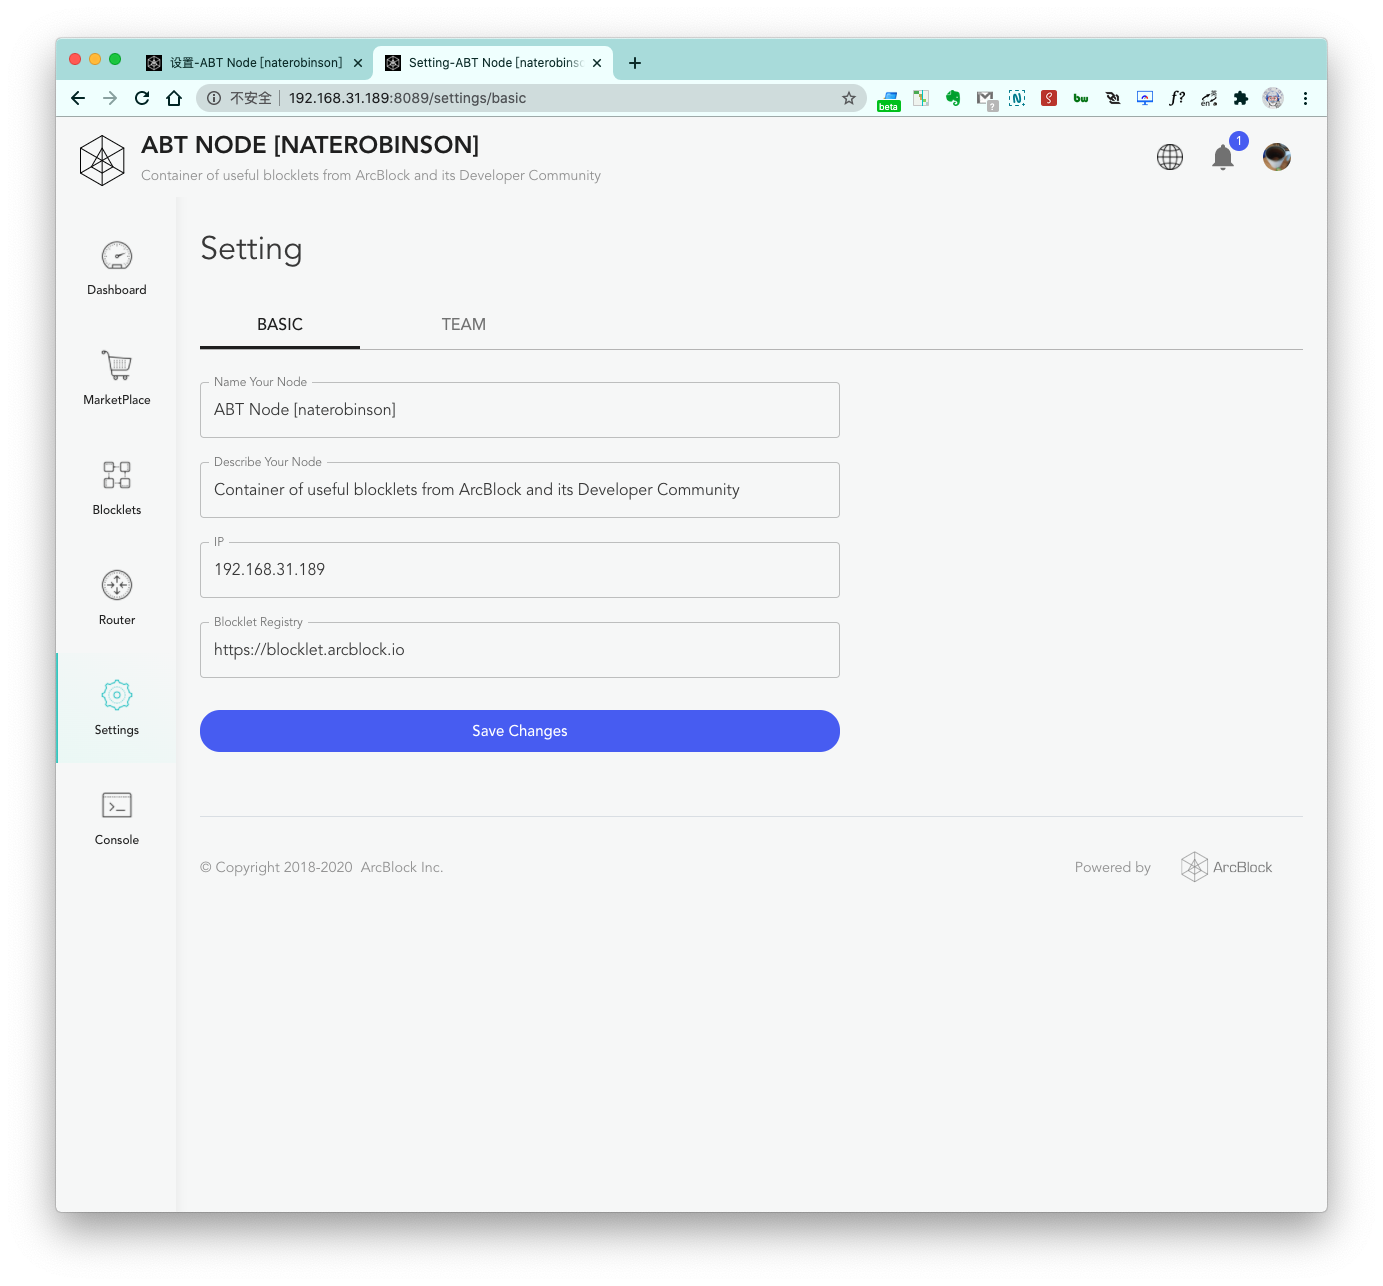 设置-ABT Node [naterobinson]
Setting-ABT Node [naterobinso
不安全
192.168.31.189:8089/settings/basic
beta
?
N
S
bw
f?
en
ABT NODE [NATEROBINSON]
Container of useful blocklets from ArcBlock and its Developer Community
1
Dashboard
MarketPlace
Blocklets
Router
Settings
Console
Setting
BASIC
TEAM
Name Your Node
ABT Node [naterobinson]
Describe Your Node
Container of useful blocklets from ArcBlock and its Developer Community
IP
192.168.31.189
Blocklet Registry
https://blocklet.arcblock.io
Save Changes
© Copyright 2018-2020 ArcBlock Inc.
Powered by
ArcBlock